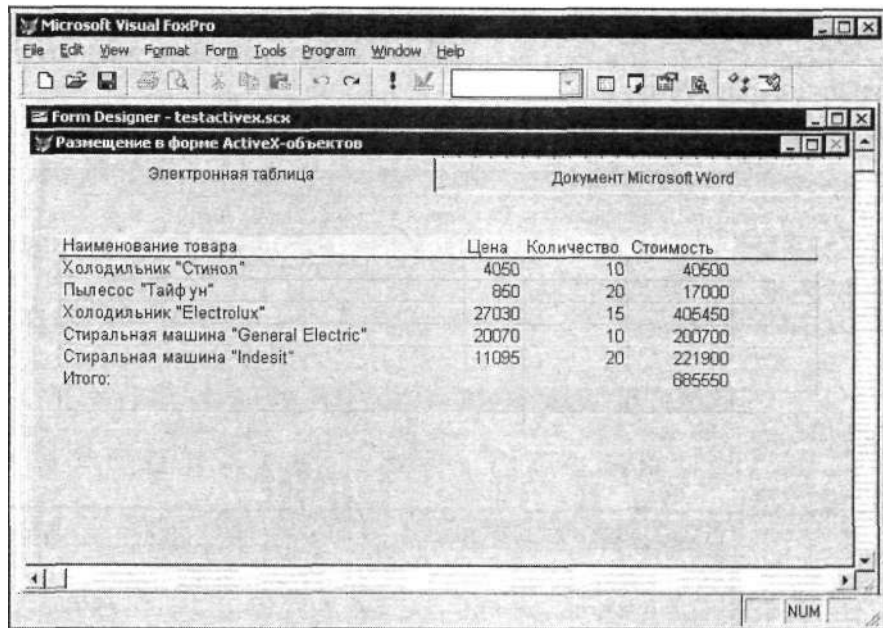 Microsoft Visual FoxPro
File Edit View Format Form Tools Program Window Help
Form Designer - testactivex.scx
Размещение в форме ActiveX-объектов
Электронная таблица Документ Microsoft Word
Наименование товара Цена Количество Стоимость
Холодильник "Стинол" 4050 10 40500
Пылесос "Тайфун" 850 20 17000
Холодильник "Electrolux" 27030 15 405450
Стиральная машина "General Electric" 20070 10 200700
Стиральная машина "Indesit" 11095 20 221900
Итого: 885550
NUM